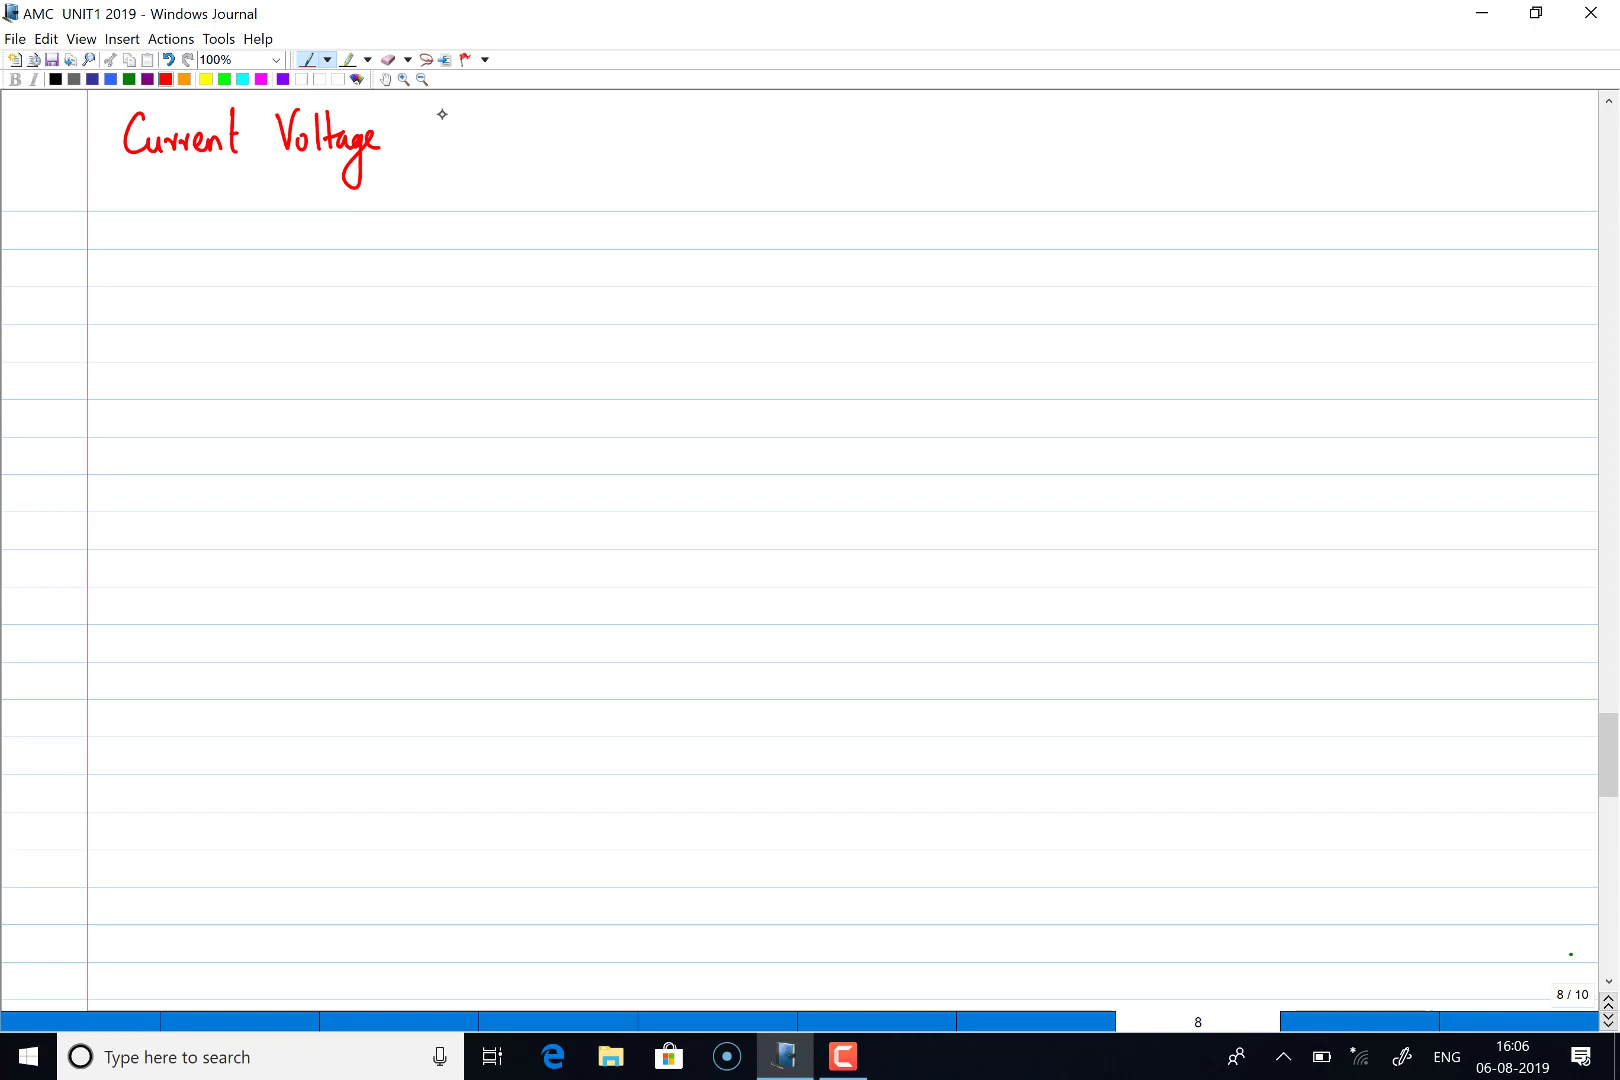 AMC UNIT1 2019 - Windows Journal
File Edit View Insert Actions Tools Help
100%
B I
Current Voltage
8 / 10
8
Type here to search
ENG
16:06
06-08-2019